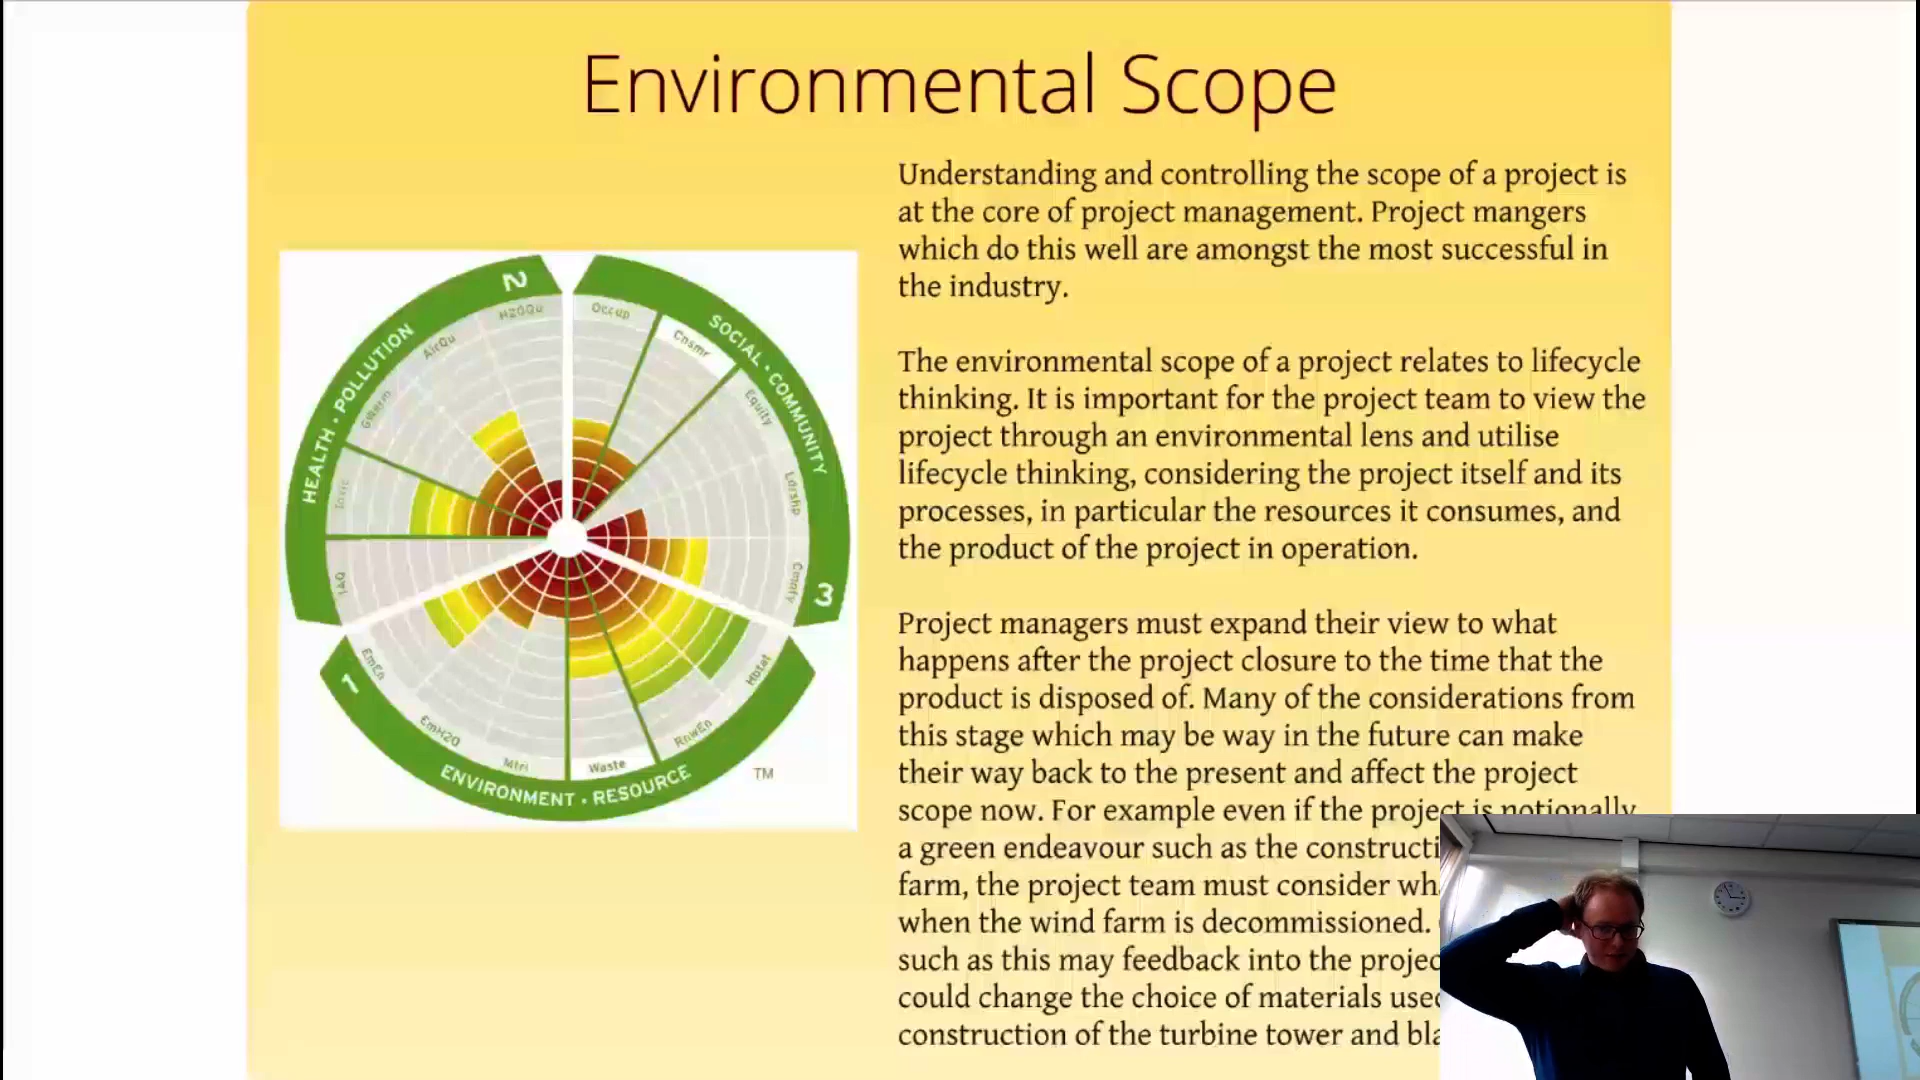 Environmental Scope
Understanding and controlling the scope of a project is
at the core of project management. Project mangers
which do this well are amongst the most successful in
the industry.
The environmental scope of a project relates to lifecycle
thinking. It is important for the project team to view the
project through an environmental lens and utilise
lifecycle thinking, considering the project itself and its
processes, in particular the resources it consumes, and
the product of the project in operation.
Project managers must expand their view to what
happens after the project closure to the time that the
product is disposed of. Many of the considerations from
this stage which may be way in the future can make
their way back to the present and affect the project
scope now. For example even if the project is notionally
a green endeavour such as the constructi
farm, the project team must consider wh
when the wind farm is decommissioned.
such as this may feedback into the projec
could change the choice of materials used
construction of the turbine tower and bla
HEALTH • POLLUTION
2
SOCIAL • COMMUNITY
3
ENVIRONMENT • RESOURCE
1
H2OQu
AirQu
GWarm
Toxic
IAQ
Occup
Cnsmr
Equity
Ldrshp
Cmnty
EmEn
EmH2O
Mtrl
Waste
RnwEn
Hbtat
TM